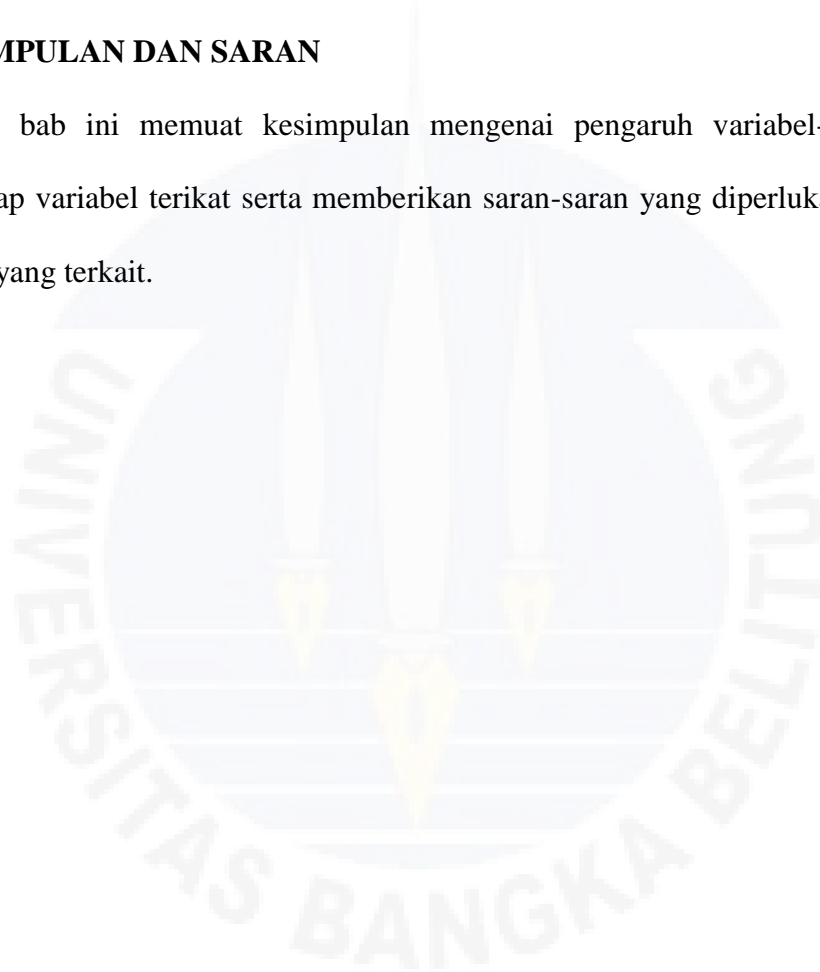 MPULAN DAN SARAN
bab ini memuat kesimpulan mengenai pengaruh variabel-
ap variabel terikat serta memberikan saran-saran yang diperluk
yang terkait.
UNIVERSITAS BANGKA BELITUNG